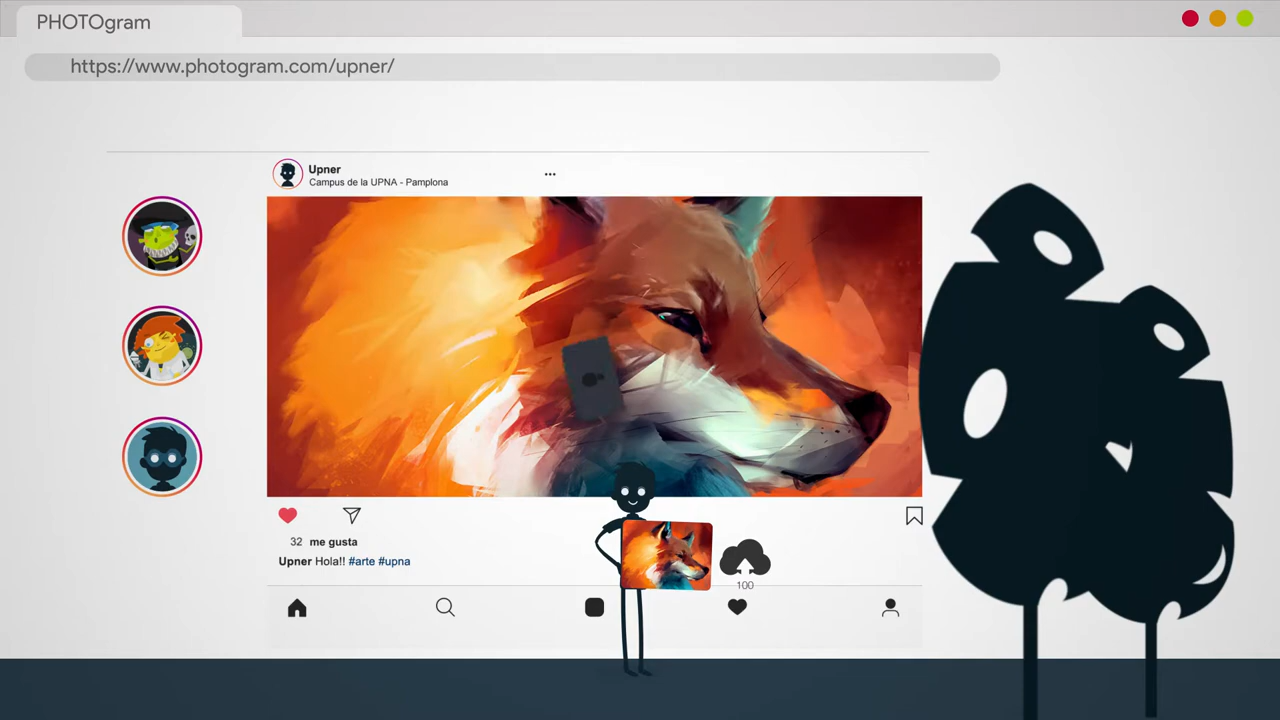 PHOTOgram
https://www.photogram.com/upner/
Upner
Campus de la UPNA - Pamplona
32 me gusta
Upner Hola!! #arte #upna
100